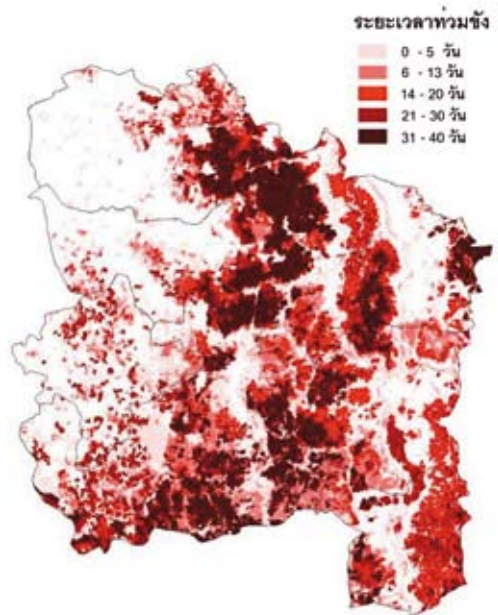 ระยะเวลาท่วมขัง
0 - 5 วัน
6 - 13 วัน
14 - 20 วัน
21 - 30 วัน
31 - 40 วัน